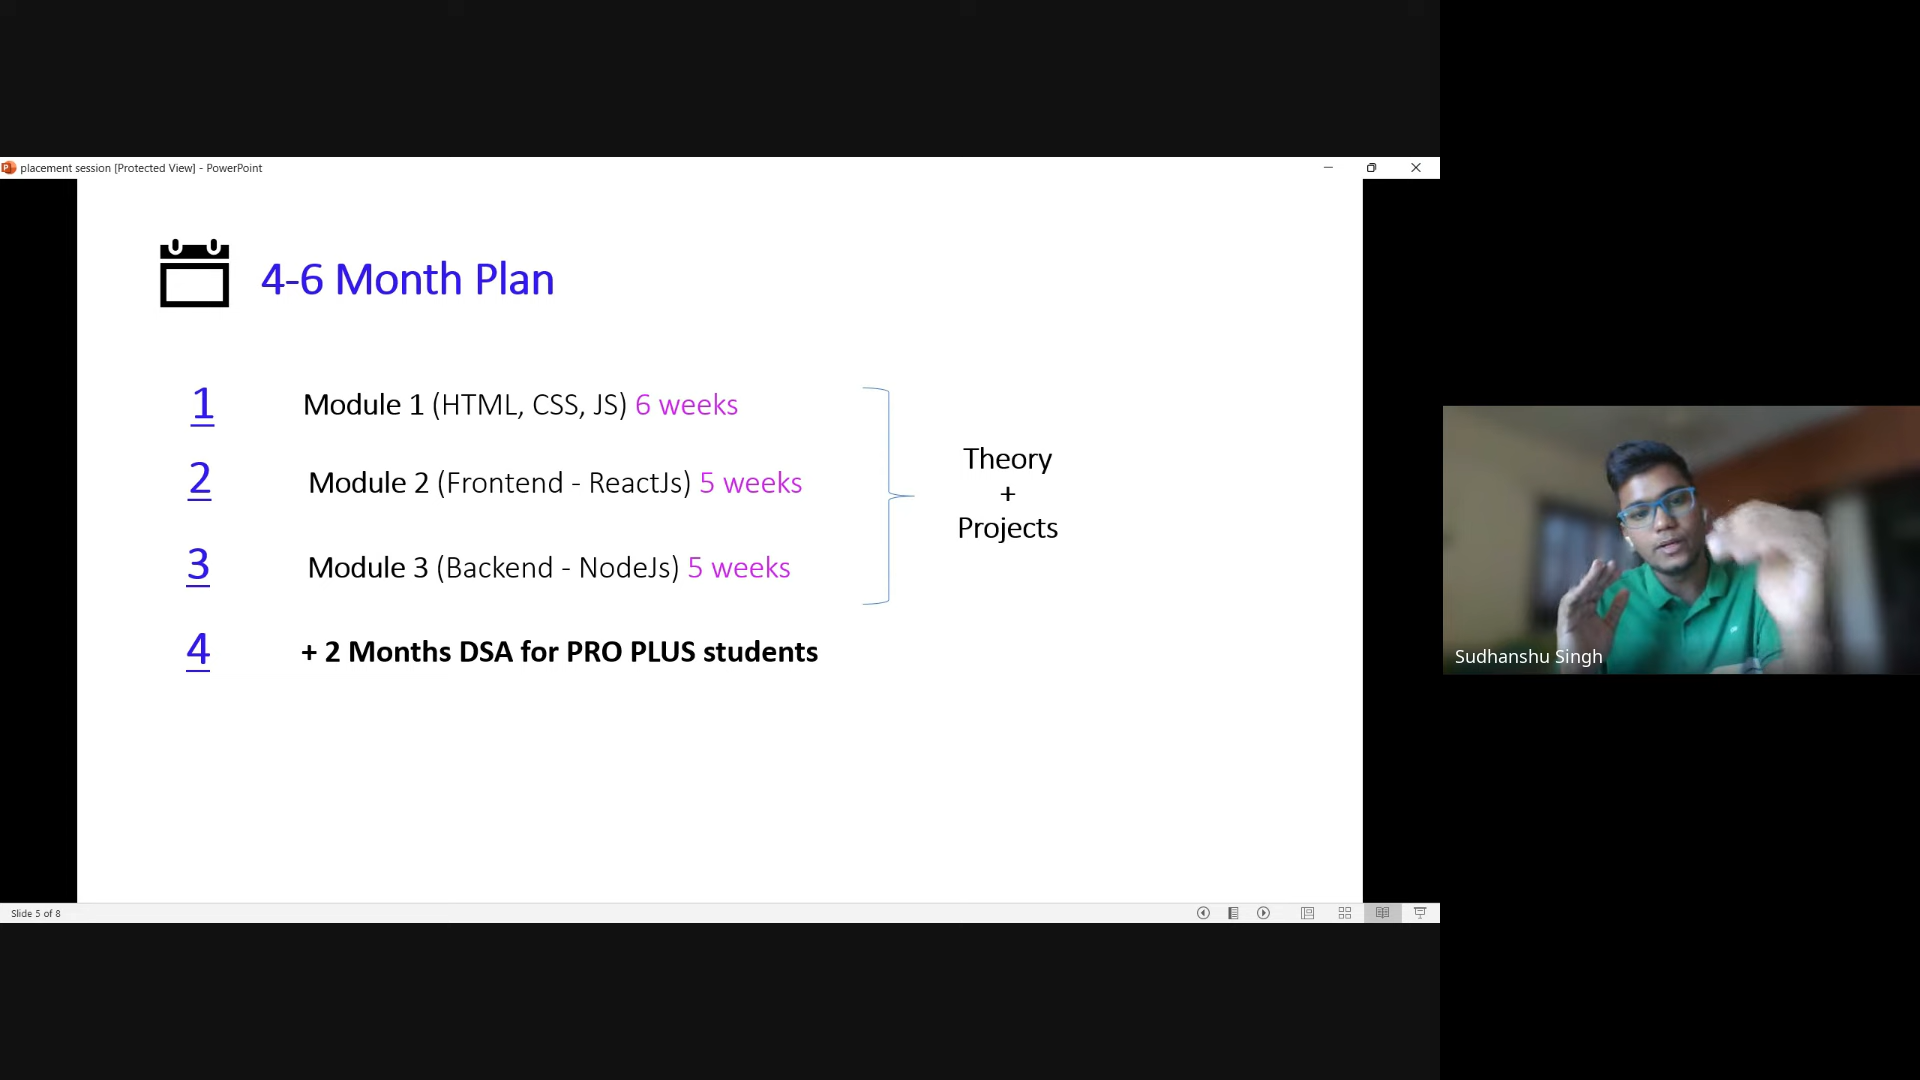 placement session [Protected View] - PowerPoint
4-6 Month Plan
1 Module 1 (HTML, CSS, JS) 6 weeks
2 Module 2 (Frontend - ReactJs) 5 weeks
3 Module 3 (Backend - NodeJs) 5 weeks
4 + 2 Months DSA for PRO PLUS students
Theory
+
Projects
Sudhanshu Singh
Slide 5 of 8